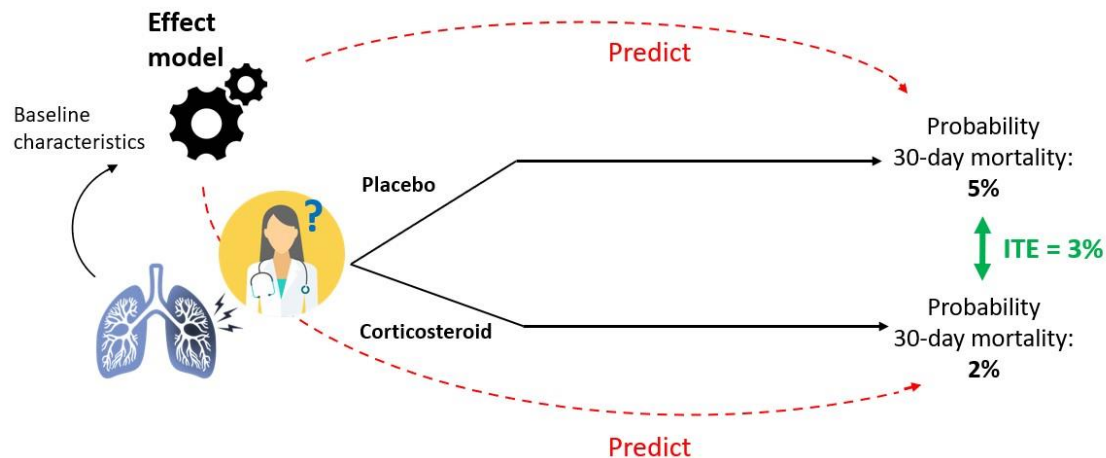 Effect
model
Predict
Baseline
characteristics
Probability
30-day mortality:
5%
Placebo
?
ITE = 3%
Corticosteroid
Probability
30-day mortality:
2%
Predict